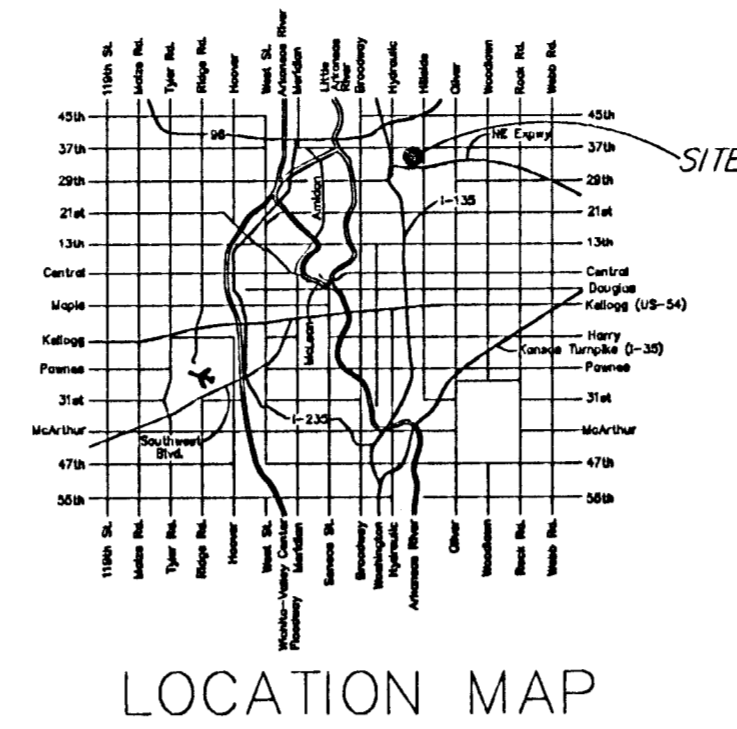 119th St.
Maize Rd.
Tyler Rd.
Ridge Rd.
Hoover
West St.
Arkansas River
Meridian
Little
Arkansas
River
Broadway
Hydraulic
Hillside
Oliver
Woodlawn
Rock Rd.
Webb Rd.
45th
37th
29th
21st
13th
Central
Maple
Kellogg
Pawnee
31st
McArthur
47th
55th
96
Amidon
McLean
I-135
NE Expwy
SITE
45th
37th
29th
21st
13th
Central
Douglas
Kellogg (US-54)
Harry
Kansas Turnpike (I-35)
Pawnee
31st
McArthur
47th
55th
I-235
Southwest
Blvd.
119th St.
Maize Rd.
Tyler Rd.
Ridge Rd.
Hoover
West St.
Wichita-Valley Center
Floodway
Meridian
Seneca St.
Broadway
Washington
Hydraulic
Arkansas River
Oliver
Woodlawn
Rock Rd.
Webb Rd.
LOCATION MAP